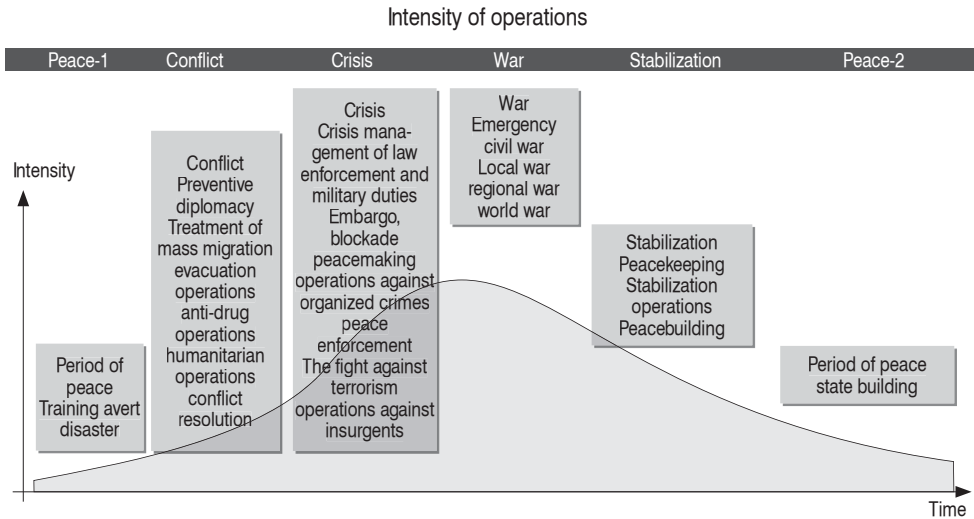 Intensity of operations
Peace-1 Conflict Crisis War Stabilization Peace-2
Intensity
Period of
peace
Training avert
disaster
Conflict
Preventive
diplomacy
Treatment of
mass migration
evacuation
operations
anti-drug
operations
humanitarian
operations
conflict
resolution
Crisis
Crisis mana-
gement of law
enforcement and
military duties
Embargo,
blockade
peacemaking
operations against
organized crimes
peace
enforcement
The fight against
terrorism
operations against
insurgents
War
Emergency
civil war
Local war
regional war
world war
Stabilization
Peacekeeping
Stabilization
operations
Peacebuilding
Period of peace
state building
Time